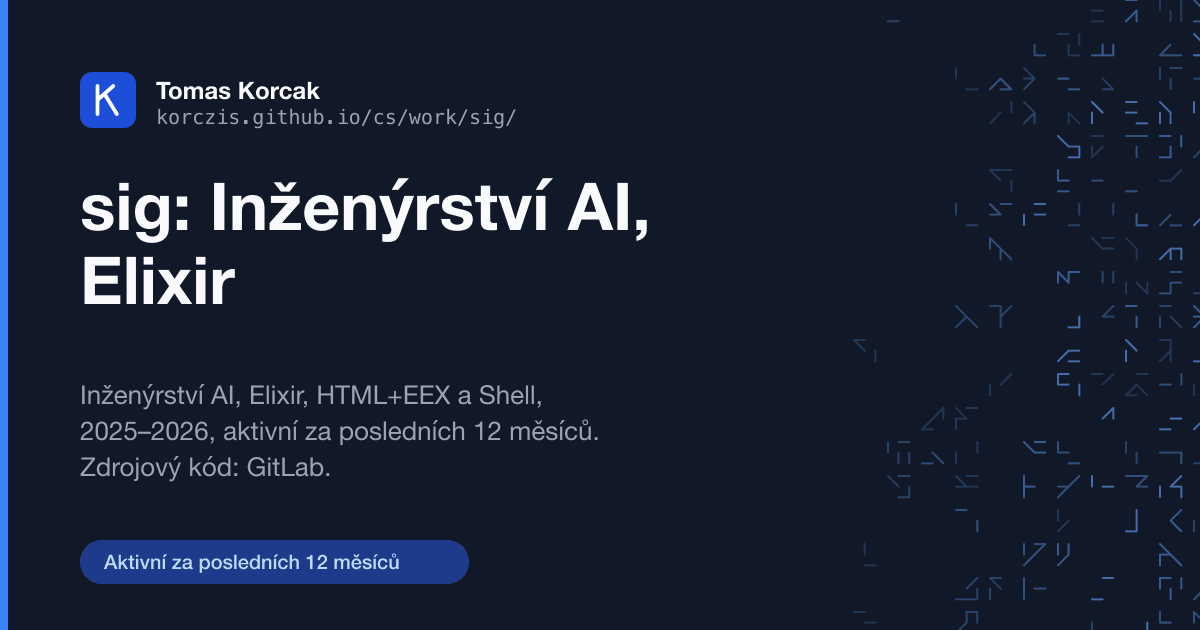 Tomas Korcak
korczis.github.io/cs/work/sig/
sig: Inženýrství AI,
Elixir
Inženýrství AI, Elixir, HTML+EEX a Shell,
2025–2026, aktivní za posledních 12 měsíců.
Zdrojový kód: GitLab.
Aktivní za posledních 12 měsíců